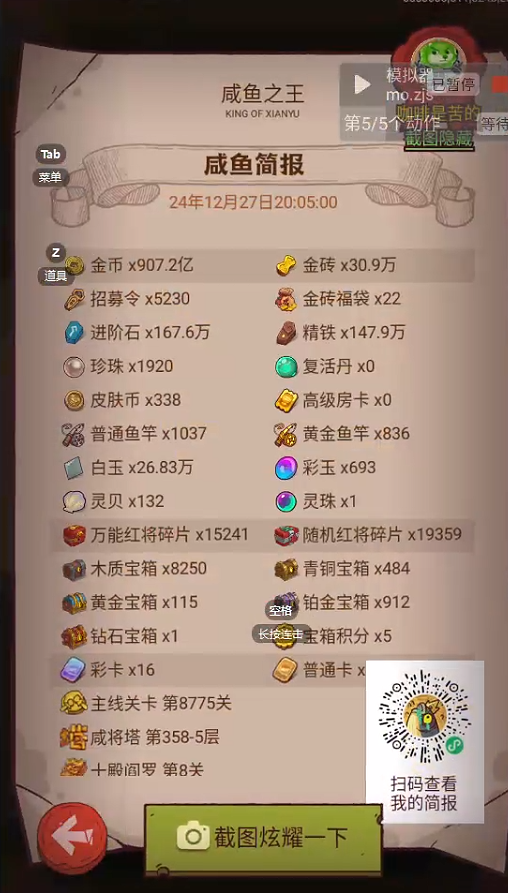 模拟器
已暂停
mo.zjs
咖啡是苦的
第5/5个动作
等待
截图隐藏
咸鱼之王
KING OF XIANYU
Tab
菜单
咸鱼简报
24年12月27日20:05:00
Z
道具
金币 x907.2亿
金砖 x30.9万
招募令 x5230
金砖福袋 x22
进阶石 x167.6万
精铁 x147.9万
珍珠 x1920
复活丹 x0
皮肤币 x338
高级房卡 x0
普通鱼竿 x1037
黄金鱼竿 x836
白玉 x26.83万
彩玉 x693
灵贝 x132
灵珠 x1
万能红将碎片 x15241
随机红将碎片 x19359
木质宝箱 x8250
青铜宝箱 x484
黄金宝箱 x115
空格
铂金宝箱 x912
钻石宝箱 x1
长按连击
宝箱积分 x5
彩卡 x16
普通卡 x
主线关卡 第8775关
咸将塔 第358-5层
十殿阎罗 第8关
扫码查看
我的简报
截图炫耀一下